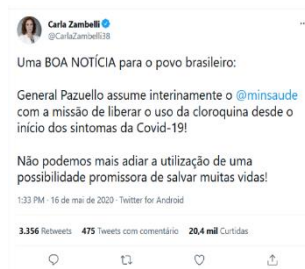 Carla Zambelli
@CarlaZambelli38
Uma BOA NOTÍCIA para o povo brasileiro:
General Pazuello assume interinamente o @minsaude
com a missão de liberar o uso da cloroquina desde o
início dos sintomas da Covid-19!
Não podemos mais adiar a utilização de uma
possibilidade promissora de salvar muitas vidas!
1:33 PM · 16 de mai de 2020 · Twitter for Android
3.356 Retweets 475 Tweets com comentário 20,4 mil Curtidas